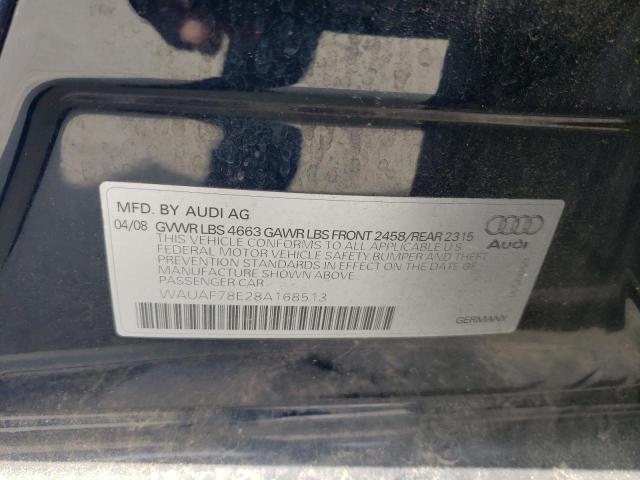 MFD. BY AUDI AG
04/08 GVWR LBS 4663 GAWR LBS FRONT 2458/REAR 2315
THIS VEHICLE CONFORMS TO ALL APPLICABLE U.S.
FEDERAL MOTOR VEHICLE SAFETY BUMPER AND THEFT
PREVENTION STANDARDS IN EFFECT ON THE DATE OF
MANUFACTURE SHOWN ABOVE
PASSENGER CAR
WAUAF78E28A168513
Audi
GERMANY